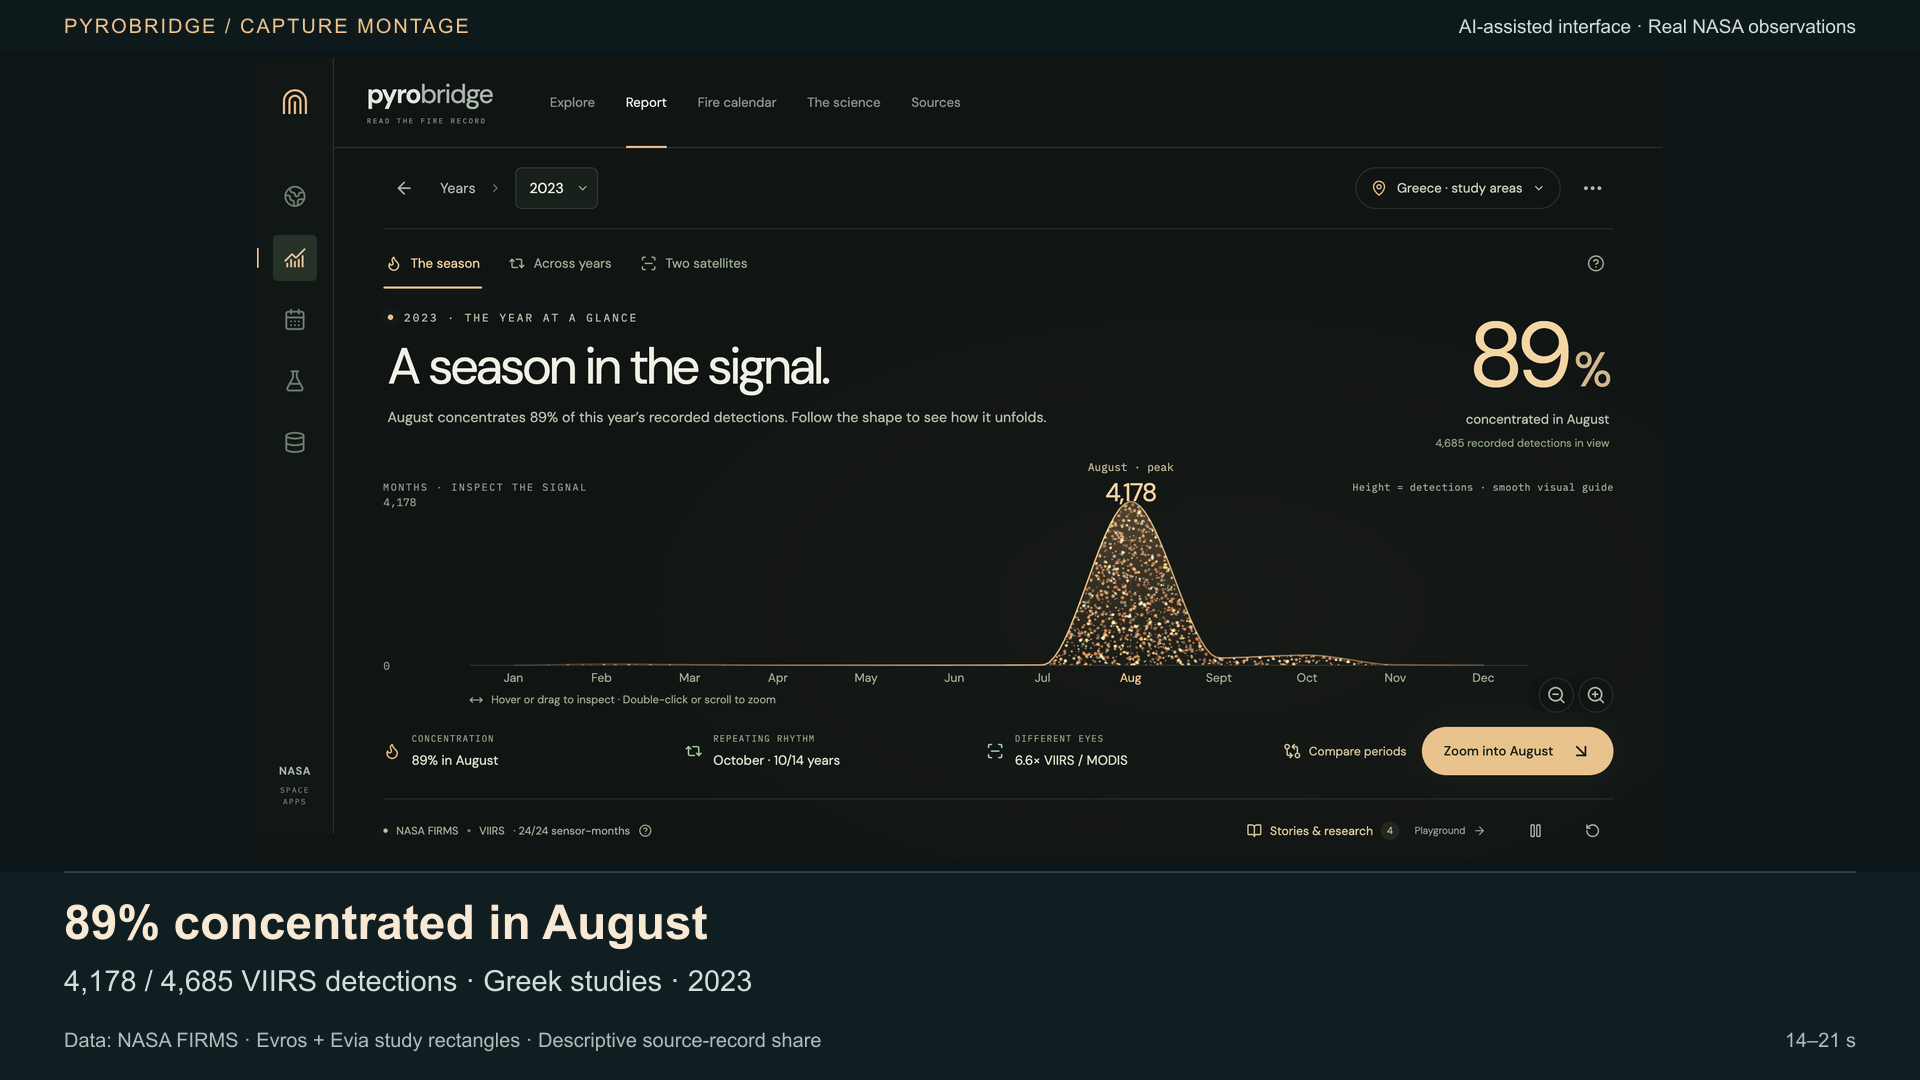 PYROBRIDGE / CAPTURE MONTAGE
AI-assisted interface · Real NASA observations
pyrobridge
READ THE FIRE RECORD
Explore Report Fire calendar The science Sources
Years 2023
Greece · study areas
The season Across years Two satellites
2023 · THE YEAR AT A GLANCE
A season in the signal.
August concentrates 89% of this year’s recorded detections. Follow the shape to see how it unfolds.
89%
concentrated in August
4,685 recorded detections in view
MONTHS · INSPECT THE SIGNAL
4,178
August · peak
4,178
Height = detections · smooth visual guide
0
Jan Feb Mar Apr May Jun Jul Aug Sept Oct Nov Dec
Hover or drag to inspect · Double-click or scroll to zoom
CONCENTRATION
89% in August
REPEATING RHYTHM
October · 10/14 years
DIFFERENT EYES
6.6× VIIRS / MODIS
Compare periods
Zoom into August
NASA
SPACE
APPS
NASA FIRMS • VIIRS · 24/24 sensor-months
Stories & research 4 Playground
89% concentrated in August
4,178 / 4,685 VIIRS detections · Greek studies · 2023
Data: NASA FIRMS · Evros + Evia study rectangles · Descriptive source-record share
14–21 s